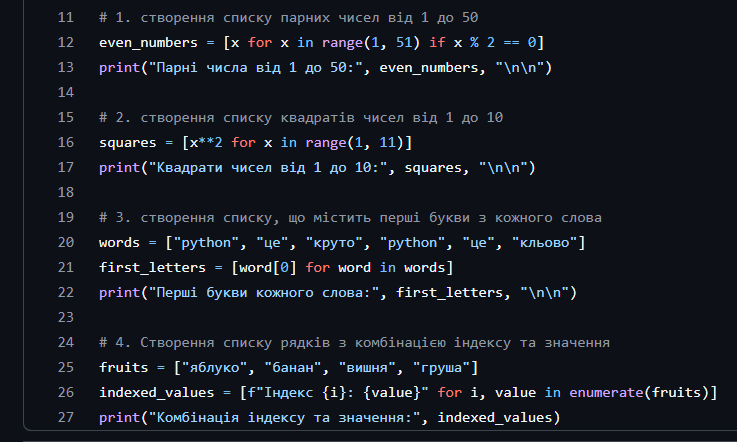 11 # 1. створення списку парних чисел від 1 до 50
12 even_numbers = [x for x in range(1, 51) if x % 2 == 0]
13 print("Парні числа від 1 до 50:", even_numbers, "\n\n")
14
15 # 2. створення списку квадратів чисел від 1 до 10
16 squares = [x**2 for x in range(1, 11)]
17 print("Квадрати чисел від 1 до 10:", squares, "\n\n")
18
19 # 3. створення списку, що містить перші букви з кожного слова
20 words = ["python", "це", "круто", "python", "це", "кльово"]
21 first_letters = [word[0] for word in words]
22 print("Перші букви кожного слова:", first_letters, "\n\n")
23
24 # 4. Створення списку рядків з комбінацією індексу та значення
25 fruits = ["яблуко", "банан", "вишня", "груша"]
26 indexed_values = [f"Індекс {i}: {value}" for i, value in enumerate(fruits)]
27 print("Комбінація індексу та значення:", indexed_values)